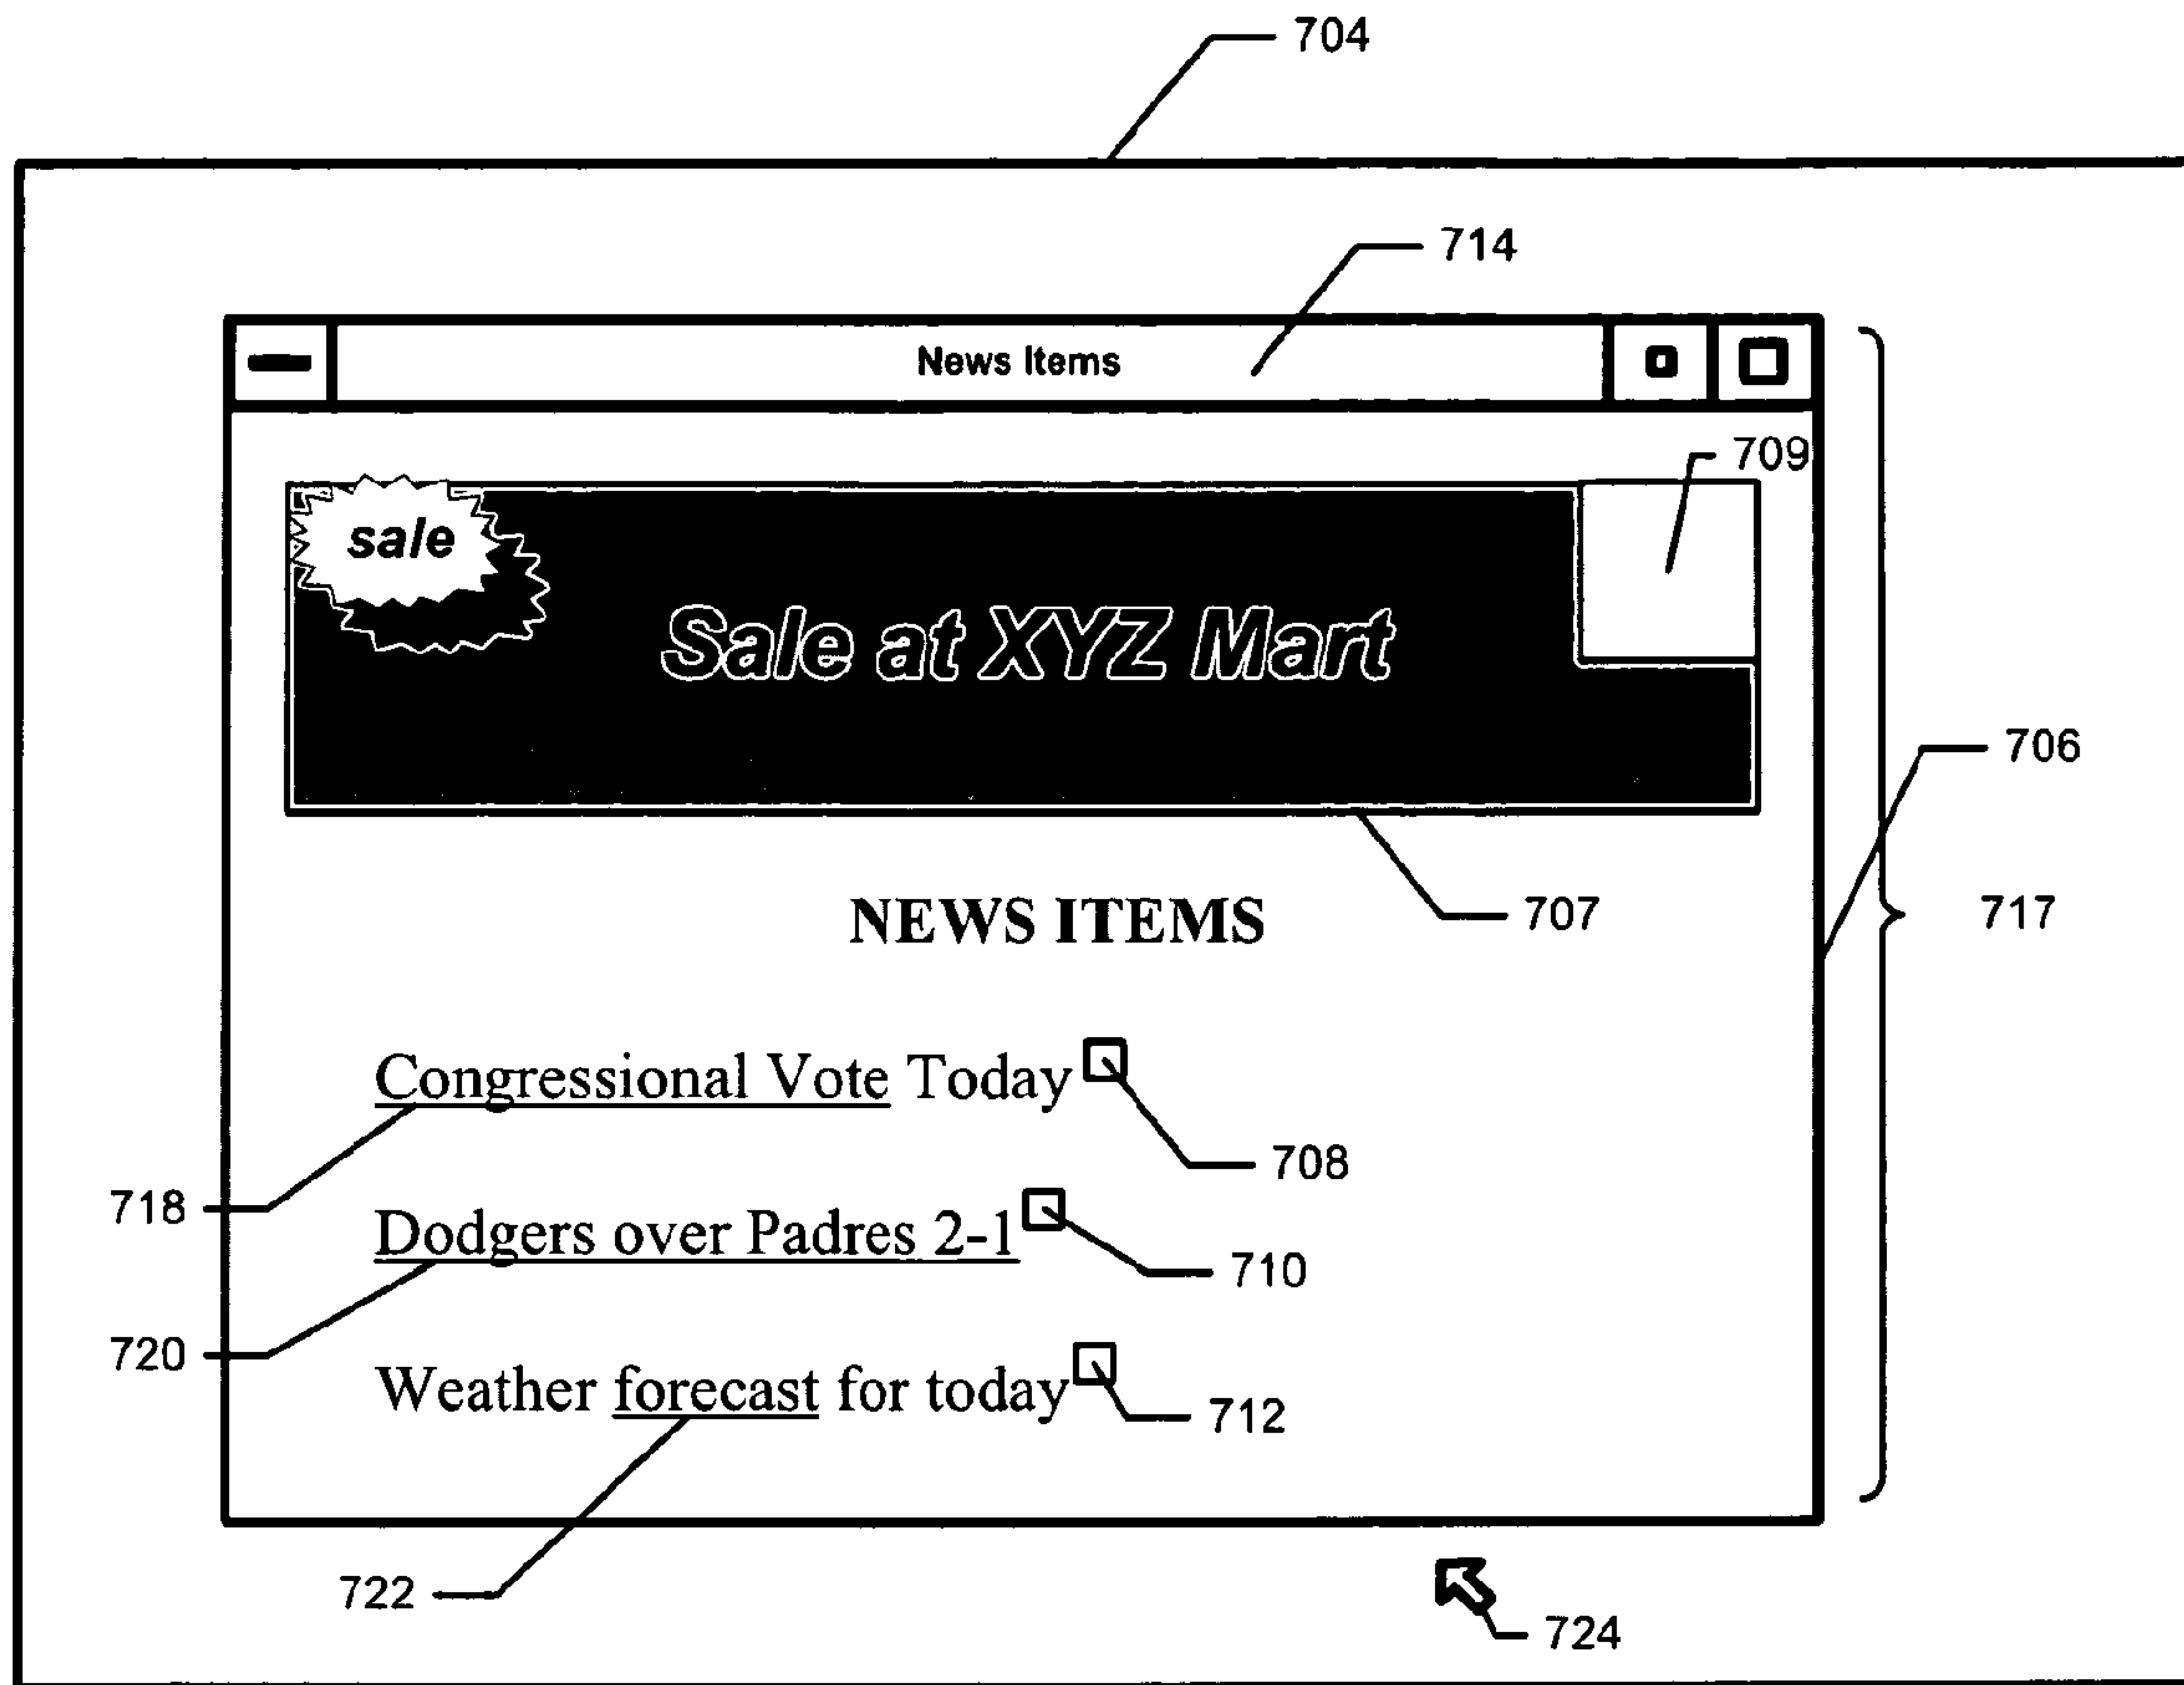 704
714
News Items
709
sale
Sale at XYZ Mart
706
717
707
NEWS ITEMS
Congressional Vote Today
708
718
Dodgers over Padres 2-1
710
720
Weather forecast for today
712
722
724